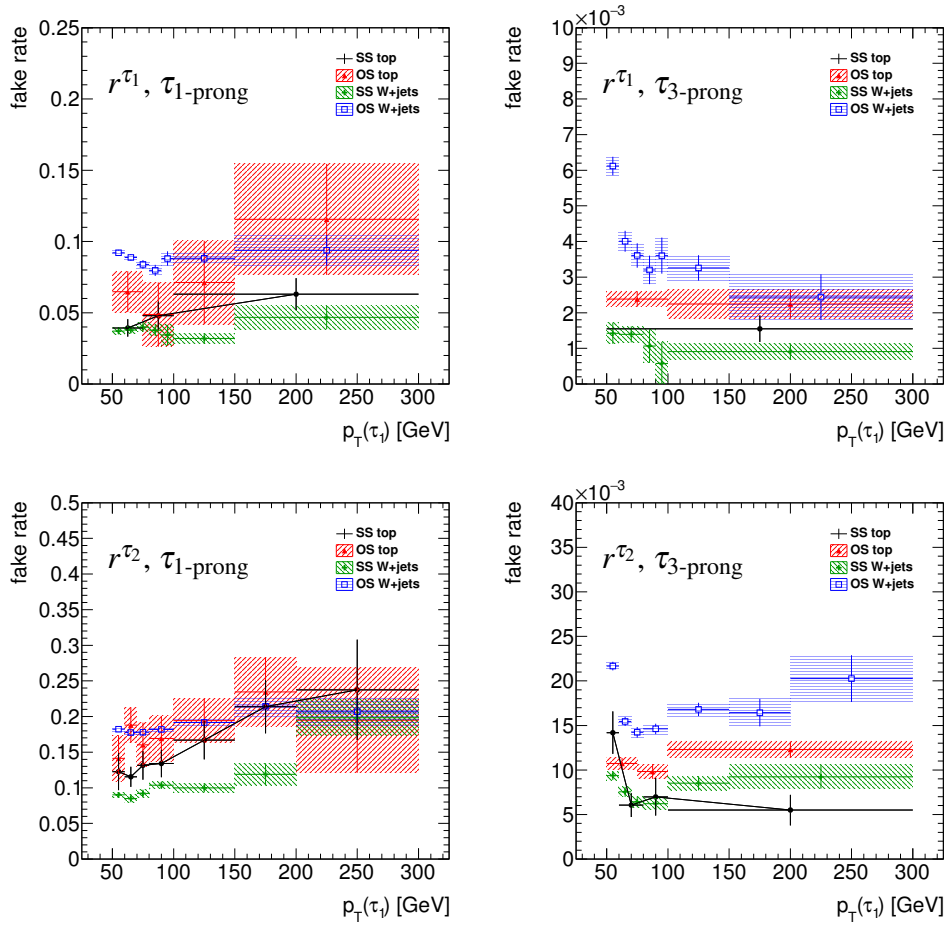 fake rate
0.25
0.2
0.15
0.1
0.05
0
r^τ1, τ1-prong
SS top
OS top
SS W+jets
OS W+jets
50 100 150 200 250 300
p_T(τ_1) [GeV]
fake rate
×10⁻³
10
9
8
7
6
5
4
3
2
1
0
r^τ1, τ3-prong
SS top
OS top
SS W+jets
OS W+jets
50 100 150 200 250 300
p_T(τ_1) [GeV]
fake rate
0.5
0.45
0.4
0.35
0.3
0.25
0.2
0.15
0.1
0.05
0
r^τ2, τ1-prong
SS top
OS top
SS W+jets
OS W+jets
50 100 150 200 250 300
p_T(τ_1) [GeV]
fake rate
×10⁻³
40
35
30
25
20
15
10
5
0
r^τ2, τ3-prong
SS top
OS top
SS W+jets
OS W+jets
50 100 150 200 250 300
p_T(τ_1) [GeV]